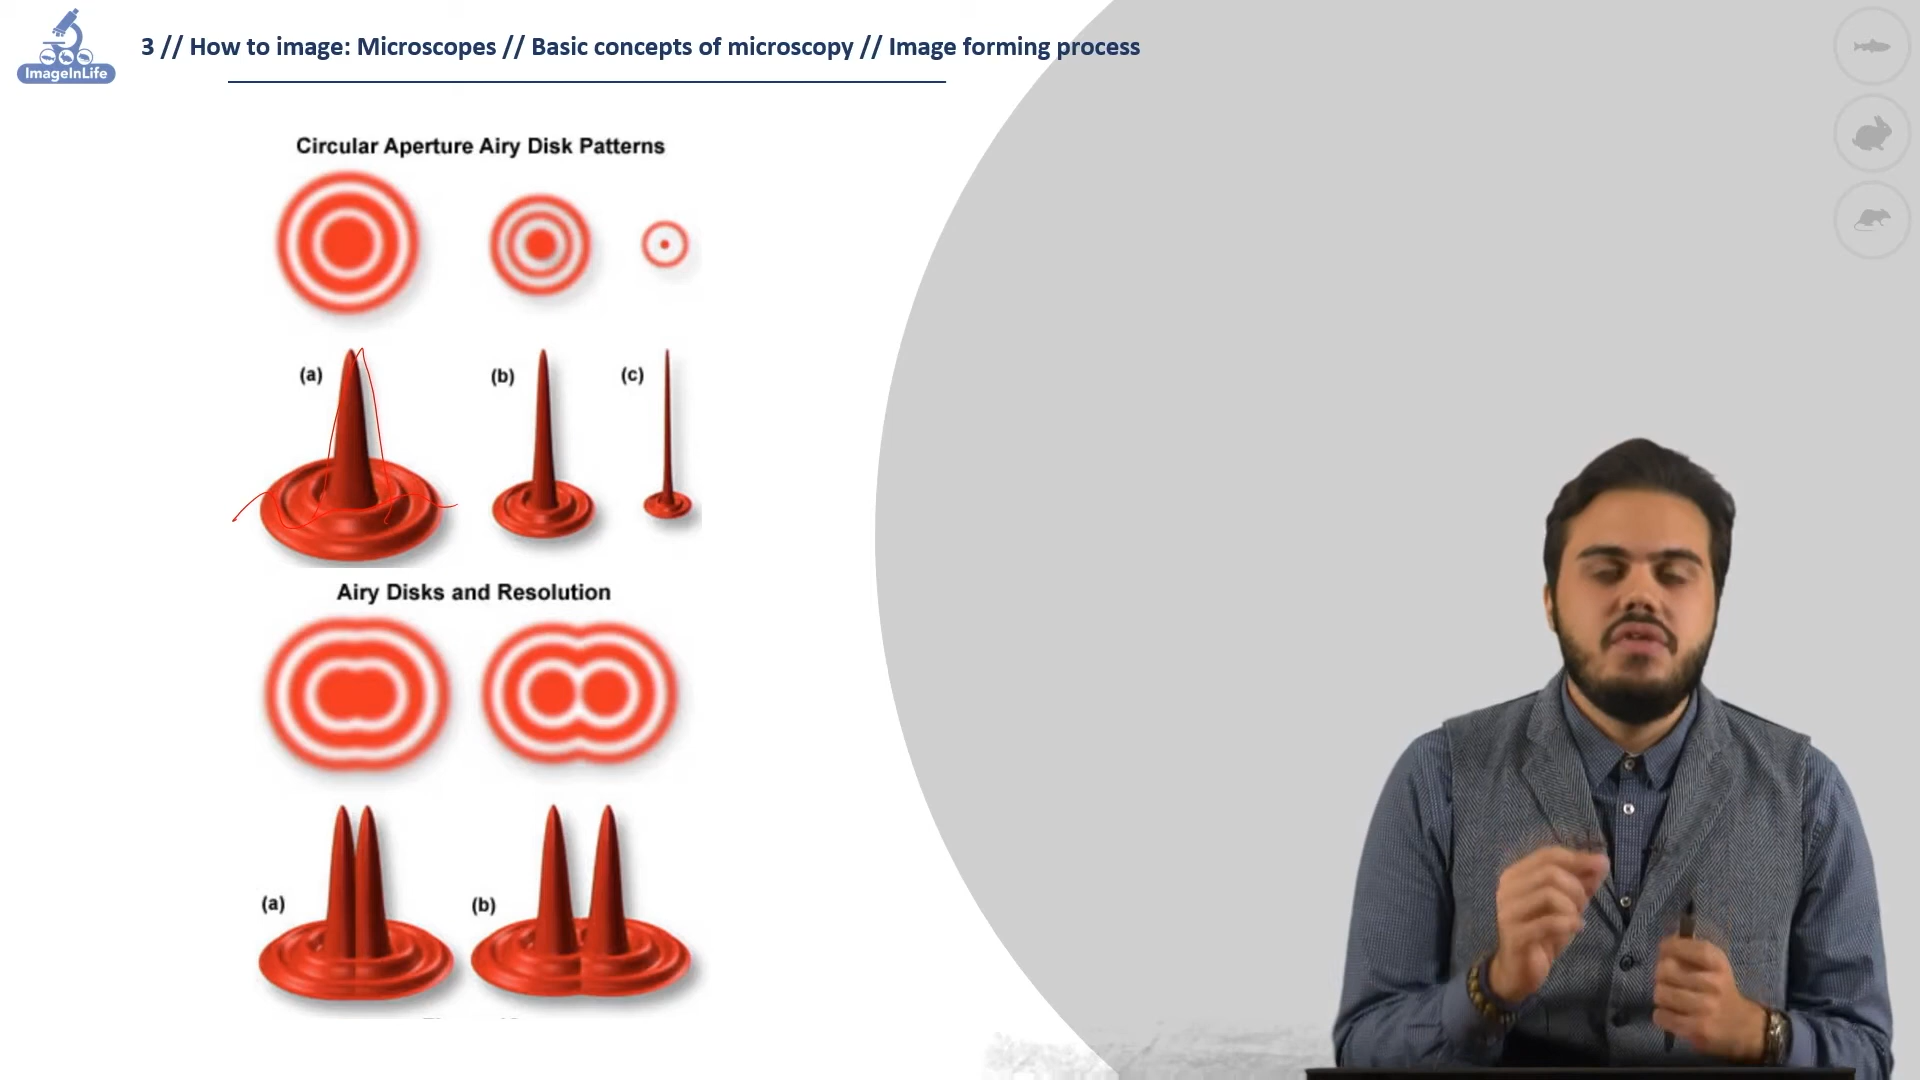 ImageInLife
3 // How to image: Microscopes // Basic concepts of microscopy // Image forming process
Circular Aperture Airy Disk Patterns
(a)
(b)
(c)
Airy Disks and Resolution
(a)
(b)